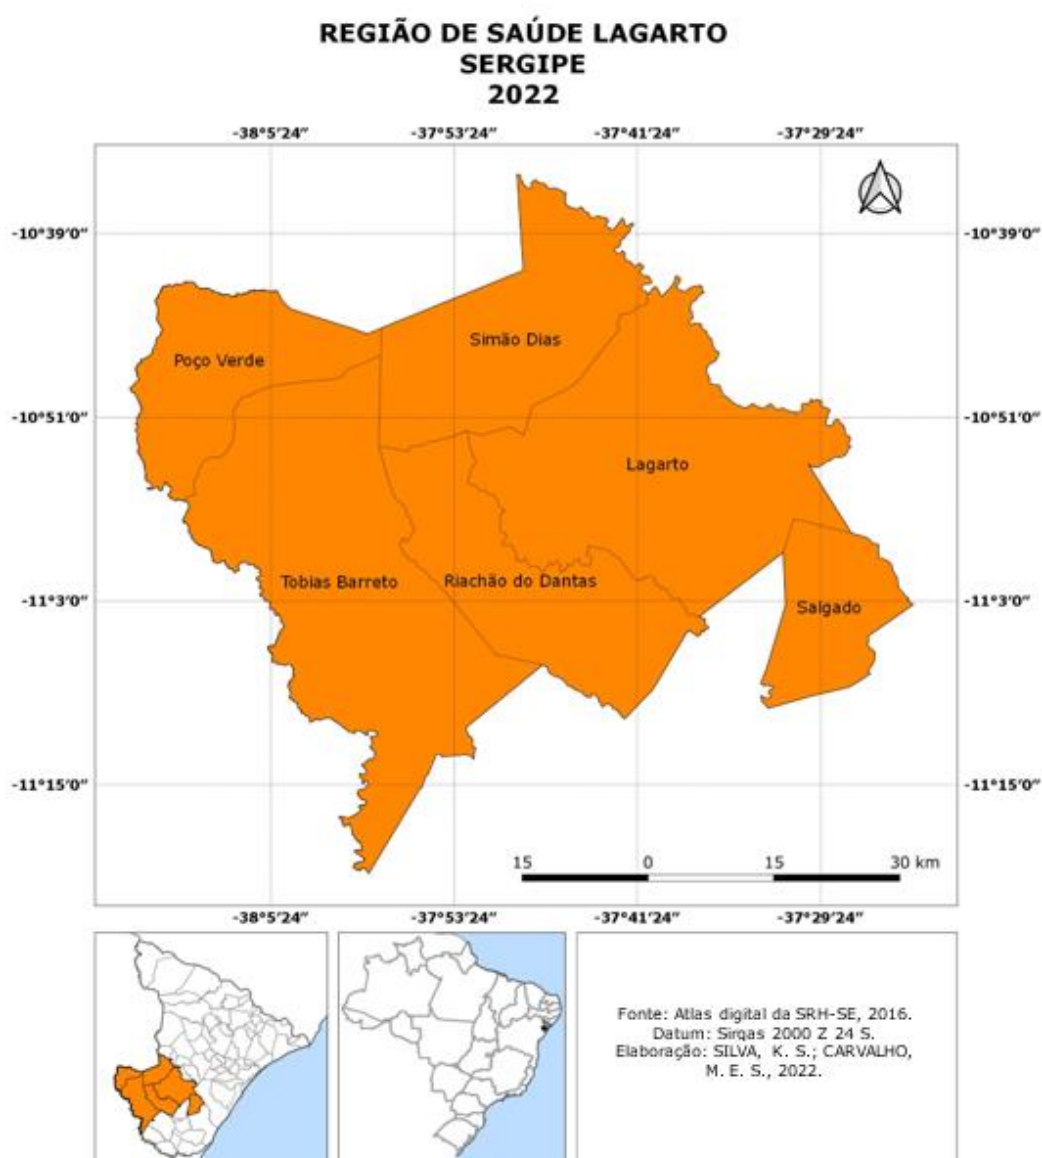 REGIÃO DE SAÚDE LAGARTO
SERGIPE
2022
-38°5'24" -37°53'24" -37°41'24" -37°29'24"
-10°39'0" -10°39'0"
Simão Dias
Poço Verde
-10°51'0" -10°51'0"
Lagarto
Tobias Barreto Riachão do Dantas
-11°3'0" -11°3'0"
Salgado
-11°15'0" -11°15'0"
15 0 15 30 km
-38°5'24" -37°53'24" -37°41'24" -37°29'24"
Fonte: Atlas digital da SRH-SE, 2016.
Datum: Sirgas 2000 Z 24 S.
Elaboração: SILVA, K. S.; CARVALHO,
M. E. S., 2022.